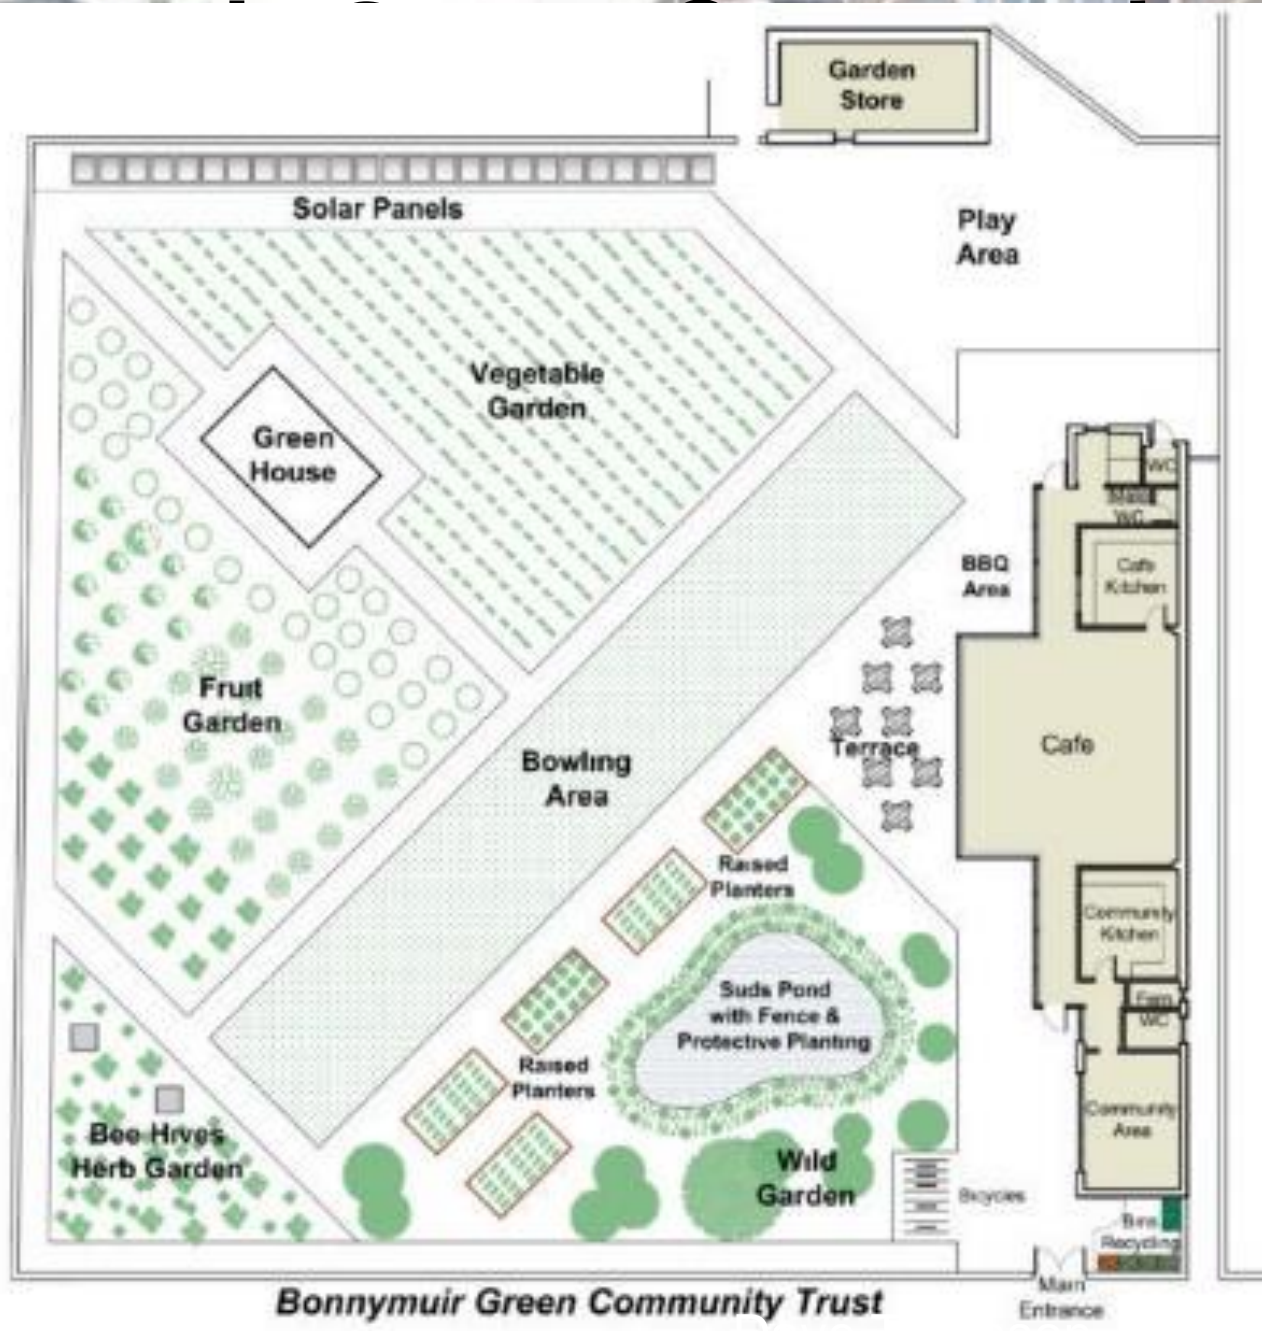 Garden
Store
Solar Panels
Play
Area
Vegetable
Garden
Green
House
WC
WC
Cafe
Kitchen
BBQ
Area
Fruit
Garden
Cafe
Terrace
Bowling
Area
Raised
Planters
Community
Kitchen
Suds Pond
with Fence &
Protective Planting
WC
Raised
Planters
Community
Area
Bee Hives
Herb Garden
Wild
Garden
Bicycles
Bins
Recycling
Main
Entrance
Bonnymuir Green Community Trust